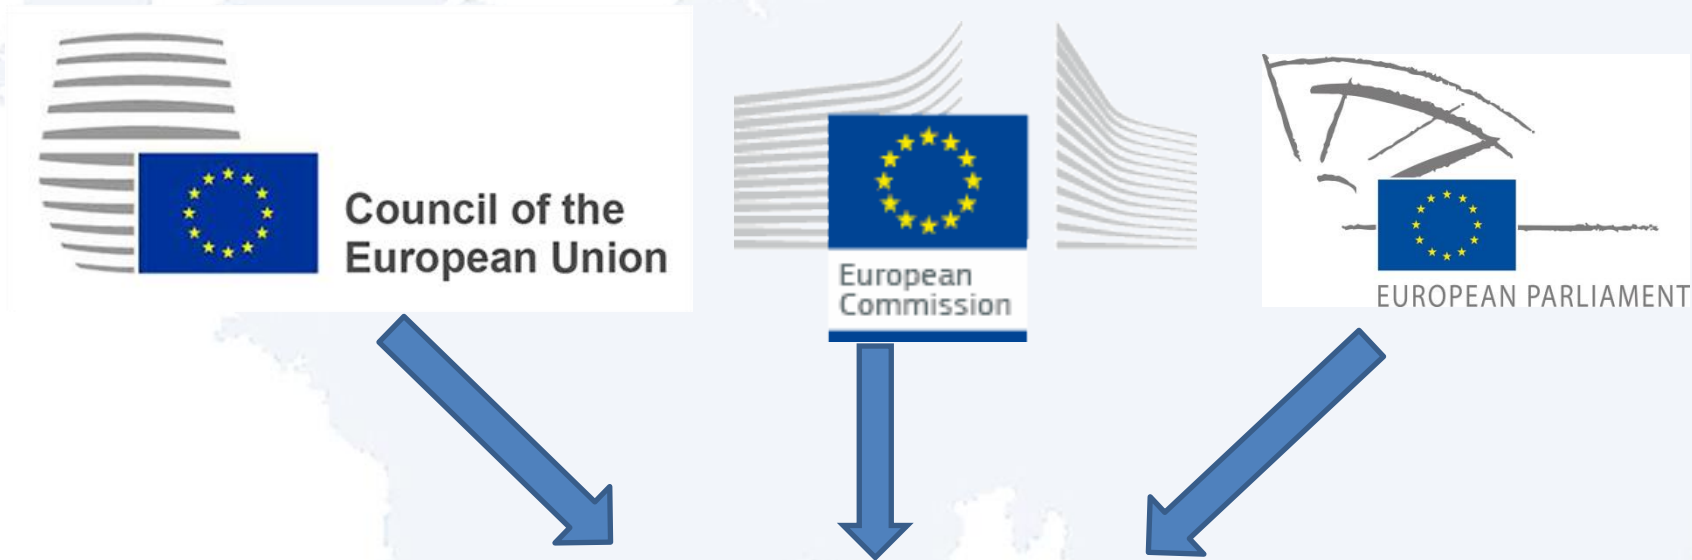 Council of the
European Union
European
Commission
EUROPEAN PARLIAMENT